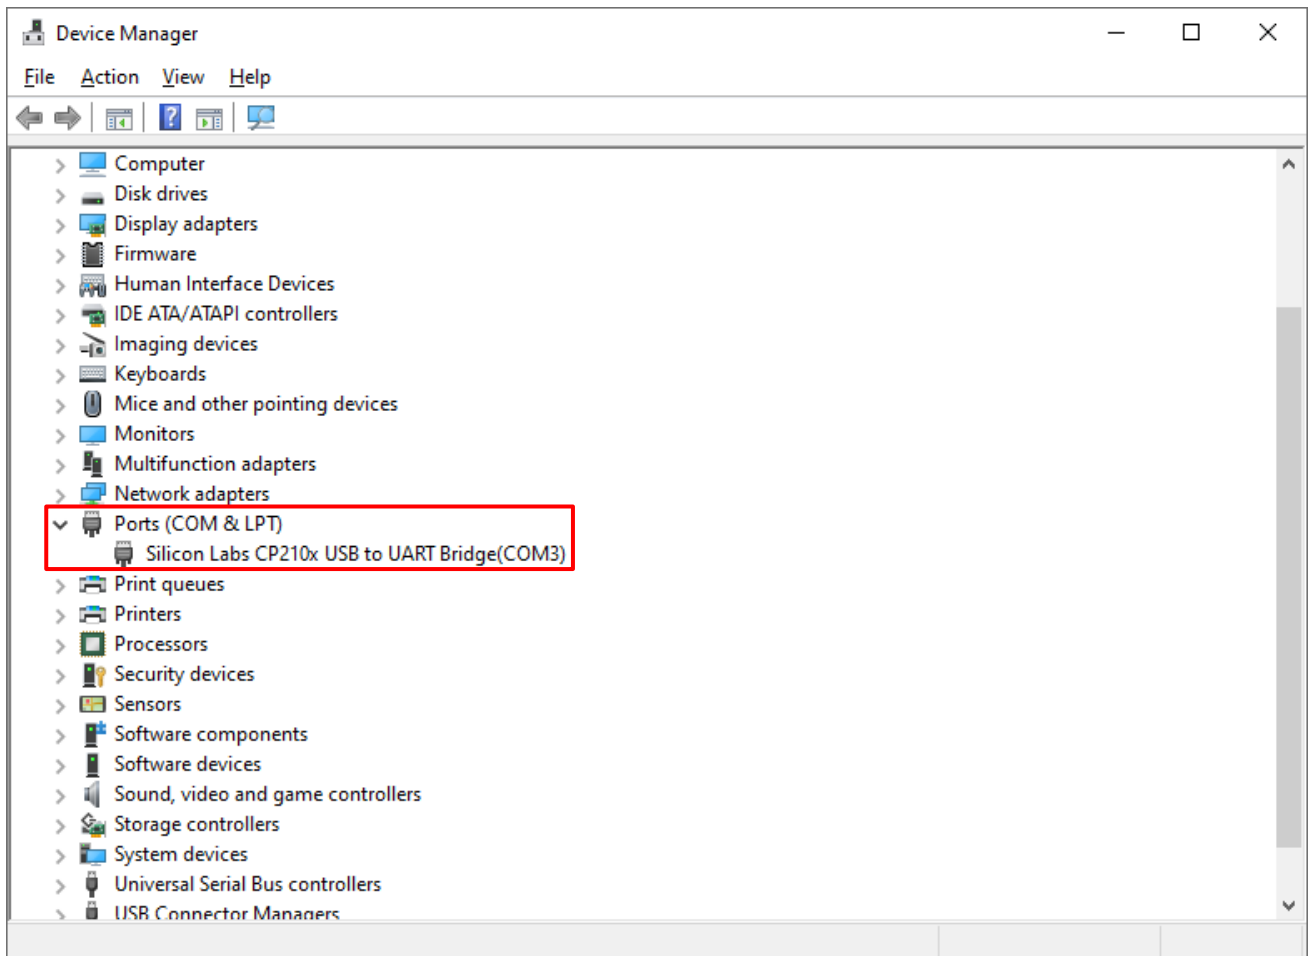 Device Manager
File Action View Help
Computer
Disk drives
Display adapters
Firmware
Human Interface Devices
IDE ATA/ATAPI controllers
Imaging devices
Keyboards
Mice and other pointing devices
Monitors
Multifunction adapters
Network adapters
Ports (COM & LPT)
Silicon Labs CP210x USB to UART Bridge(COM3)
Print queues
Printers
Processors
Security devices
Sensors
Software components
Software devices
Sound, video and game controllers
Storage controllers
System devices
Universal Serial Bus controllers
USB Connector Managers